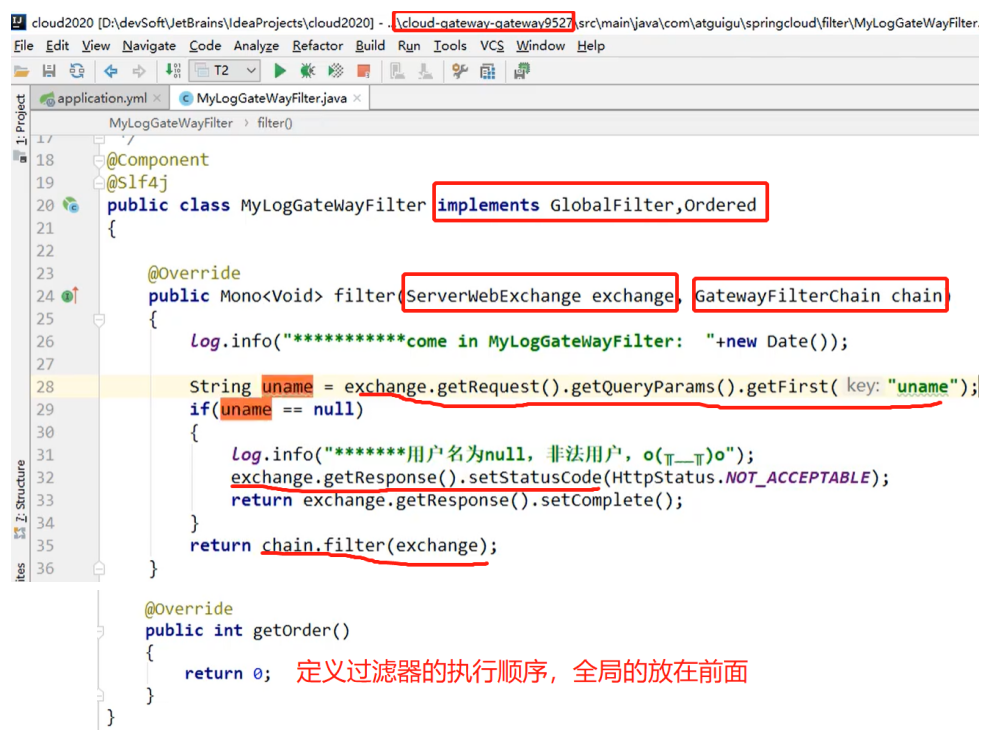 cloud2020 [D:\devSoft\JetBrains\IdeaProjects\cloud2020] - ...\cloud-gateway-gateway9527\src\main\java\com\atguigu\springcloud\filter\MyLogGateWayFilter.
File Edit View Navigate Code Analyze Refactor Build Run Tools VCS Window Help
T2
application.yml MyLogGateWayFilter.java
MyLogGateWayFilter filter()
1: Project
7: Structure
17 */
18 @Component
19 @Slf4j
20 public class MyLogGateWayFilter implements GlobalFilter,Ordered
21 {
22
23 @Override
24 public Mono<Void> filter(ServerWebExchange exchange, GatewayFilterChain chain)
25 {
26 log.info("***********come in MyLogGateWayFilter:  "+new Date());
27
28 String uname = exchange.getRequest().getQueryParams().getFirst( key: "uname");
29 if(uname == null)
30 {
31 log.info("*******用户名为null，非法用户，o(╥﹏╥)o");
32 exchange.getResponse().setStatusCode(HttpStatus.NOT_ACCEPTABLE);
33 return exchange.getResponse().setComplete();
34 }
35 return chain.filter(exchange);
36 }
@Override
public int getOrder()
{
return 0; 定义过滤器的执行顺序，全局的放在前面
}
}